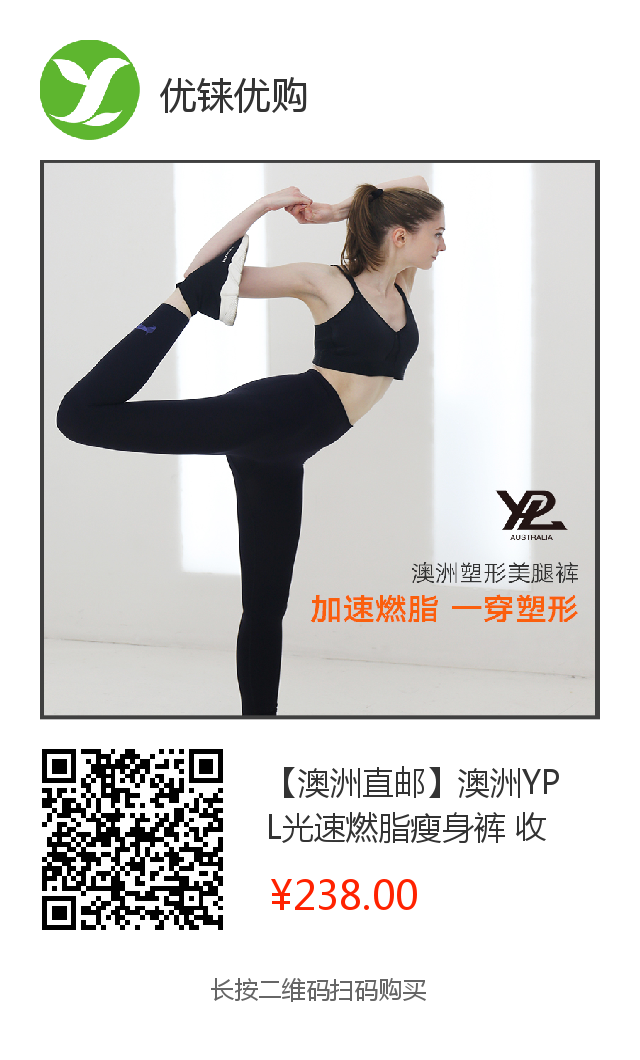 优铼优购
YPL
AUSTRALIA
澳洲塑形美腿裤
加速燃脂 一穿塑形
【澳洲直邮】澳洲YP
L光速燃脂瘦身裤 收
¥238.00
长按二维码扫码购买